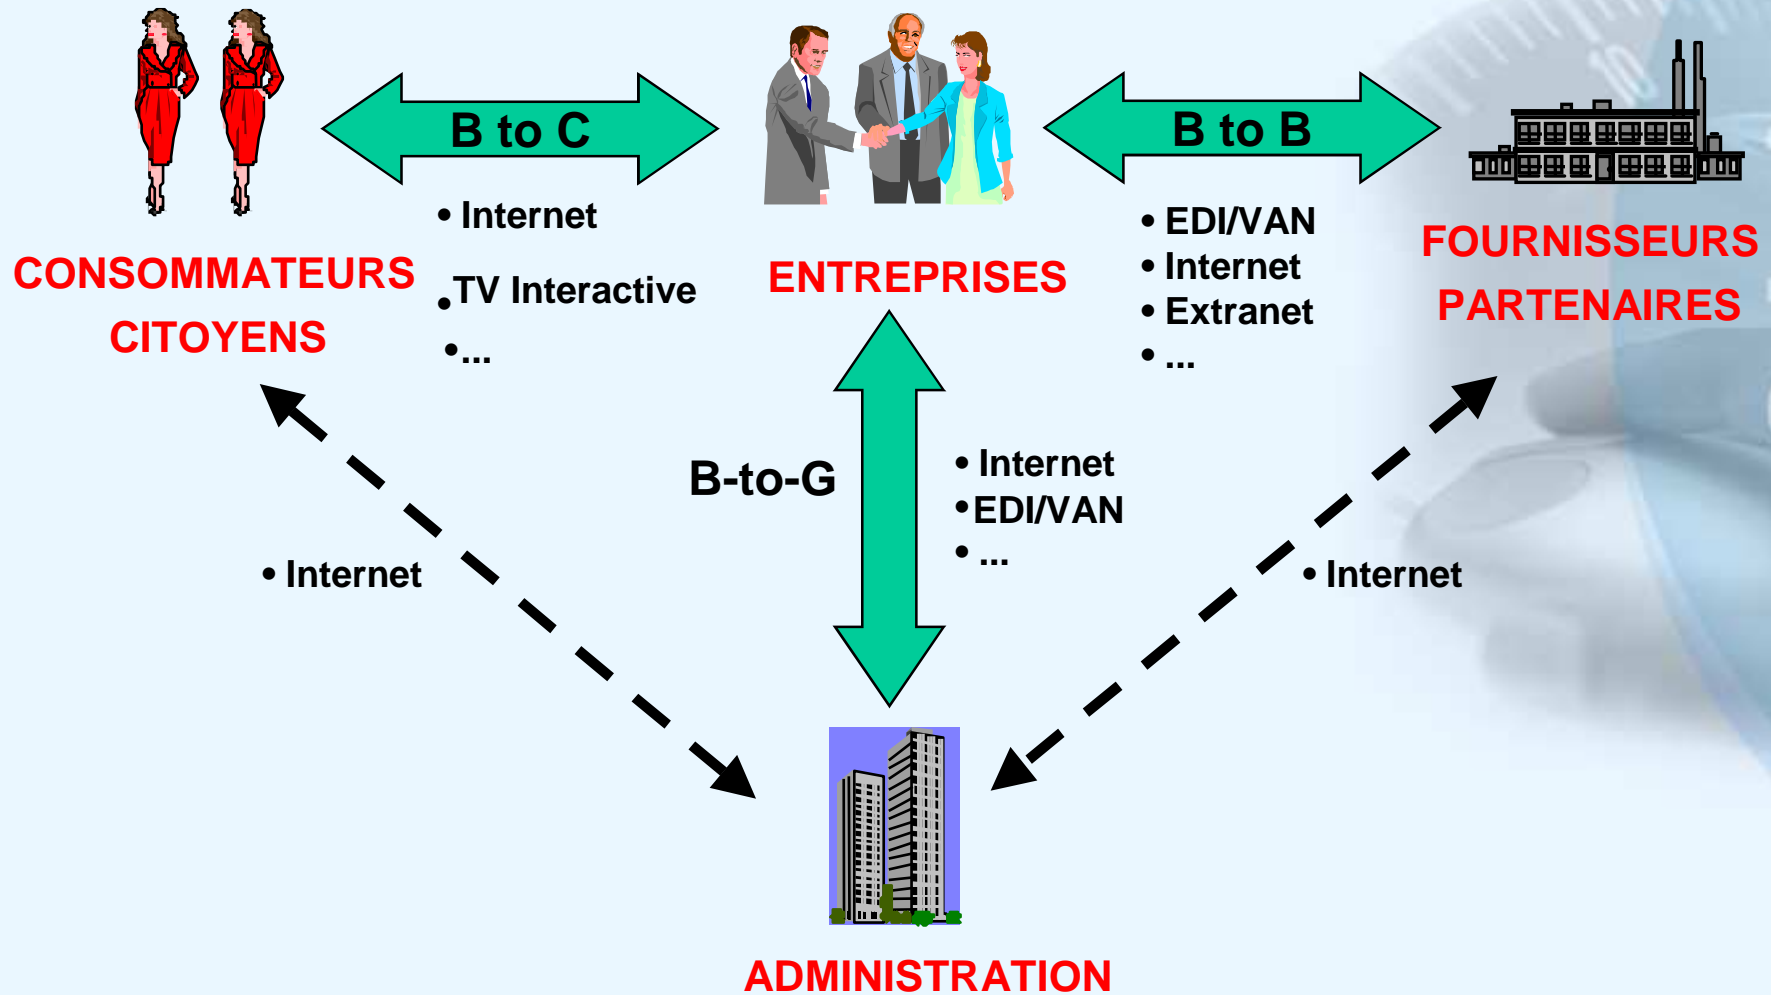 B to C
B to B
• Internet
•TV Interactive
•...
• EDI/VAN
• Internet
• Extranet
• ...
CONSOMMATEURS
CITOYENS
ENTREPRISES
FOURNISSEURS
PARTENAIRES
B-to-G
• Internet
•EDI/VAN
• ...
• Internet
• Internet
ADMINISTRATION
10